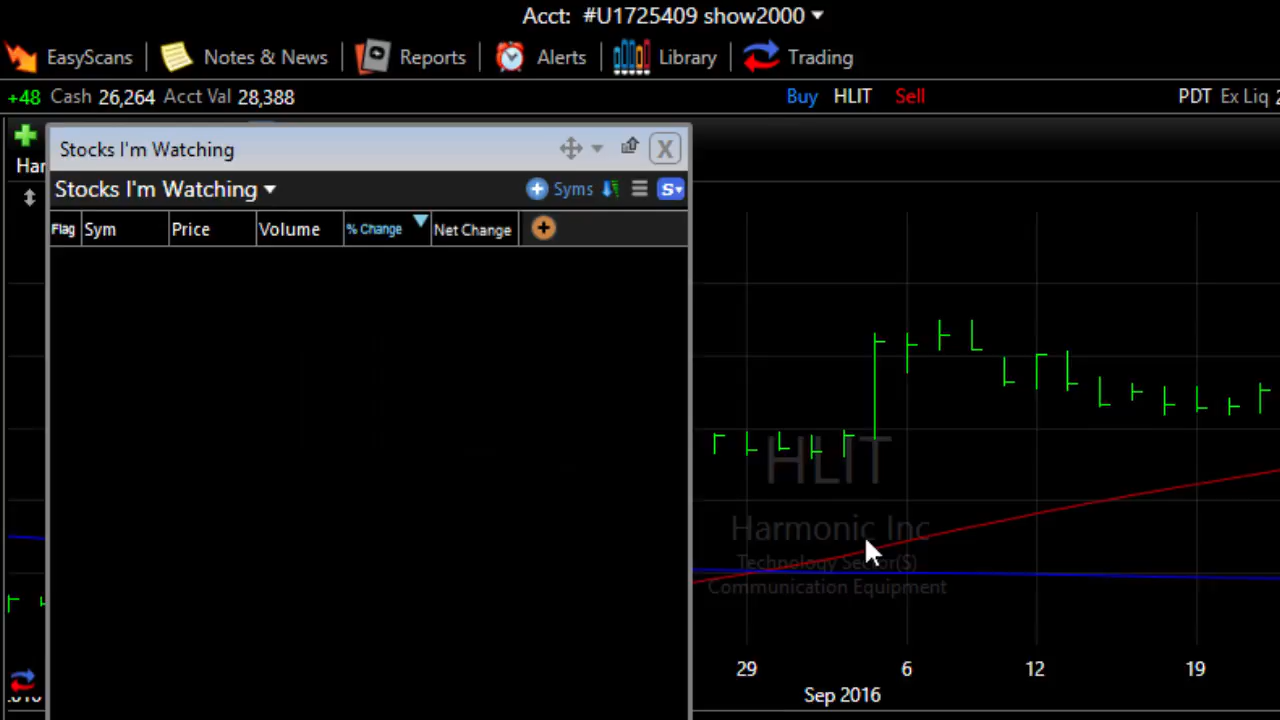 Acct: #U1725409 show2000
EasyScans Notes & News Reports Alerts Library Trading
+48 Cash 26,264 Acct Val 28,388 Buy HLIT Sell PDT Ex Liq
Stocks I'm Watching X
Har
Stocks I'm Watching Syms S
Flag Sym Price Volume % Change Net Change
HLIT
Harmonic Inc
Technology Sector($)
Communication Equipment
29 6 12 19
Sep 2016